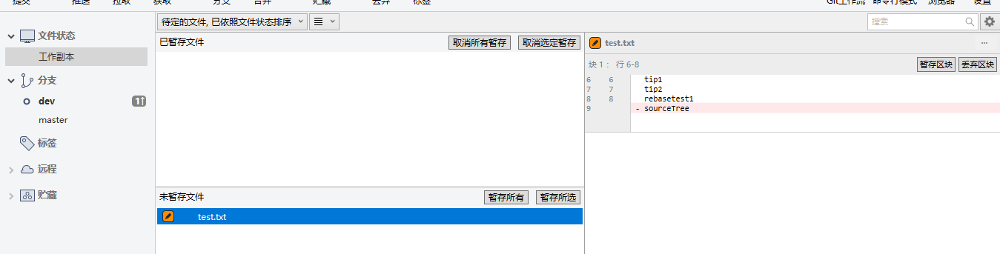 提交 推送 拉取 获取 分支 合并 贮藏 丢弃 标签 Git工作流 命令行模式 浏览器 设置
待定的文件, 已依照文件状态排序
搜索
文件状态
工作副本
分支
dev 1↑
master
标签
远程
贮藏
已暂存文件 取消所有暂存 取消选定暂存
未暂存文件 暂存所有 暂存所选
test.txt
test.txt ...
块 1： 行 6-8 暂存区块 丢弃区块
6 6 tip1
7 7 tip2
8 8 rebasetest1
9 - sourceTree